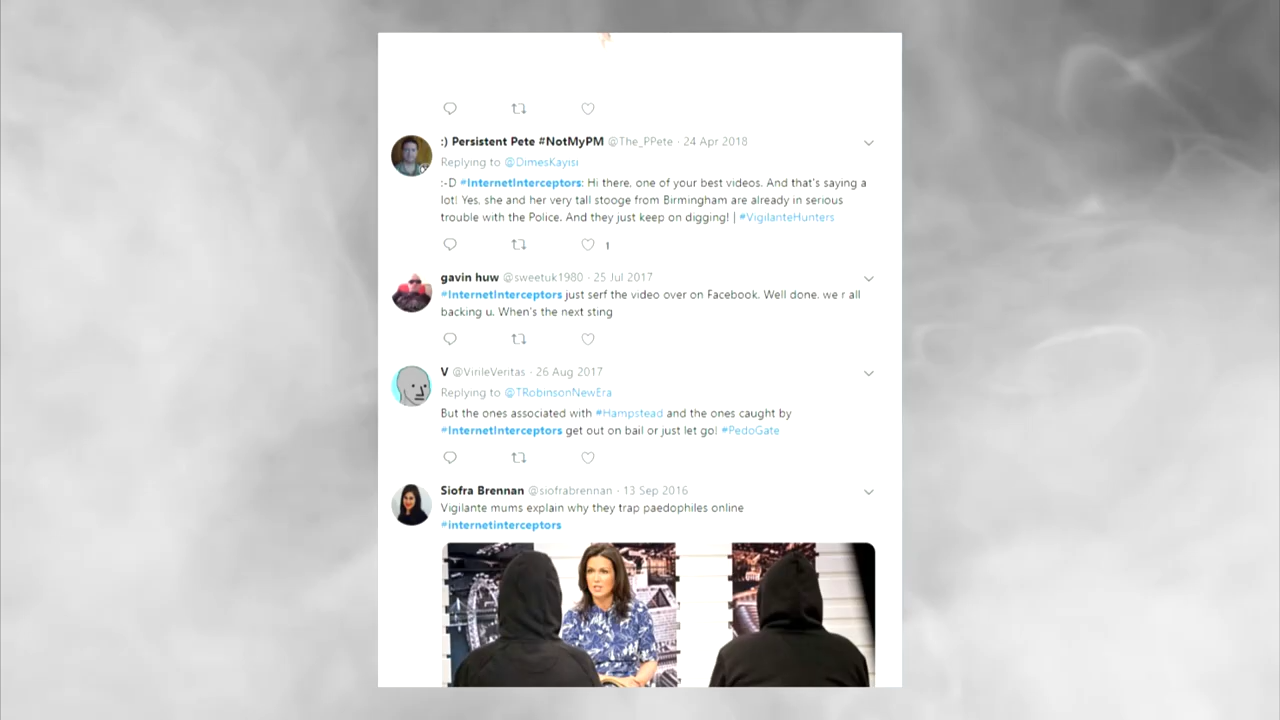 :) Persistent Pete #NotMyPM @The_PPete · 24 Apr 2018
Replying to @DimesKayisi
:-D #InternetInterceptors: Hi there, one of your best videos. And that's saying a
lot! Yes, she and her very tall stooge from Birmingham are already in serious
trouble with the Police. And they just keep on digging! | #VigilanteHunters
1
gavin huw @sweetuk1980 · 25 Jul 2017
#InternetInterceptors just serf the video over on Facebook. Well done, we r all
backing u. When's the next sting
V @VirileVeritas · 26 Aug 2017
Replying to @TRobinsonNewEra
But the ones associated with #Hampstead and the ones caught by
#InternetInterceptors get out on bail or just let go! #PedoGate
Siofra Brennan @siofrabrennan · 13 Sep 2016
Vigilante mums explain why they trap paedophiles online
#internetinterceptors